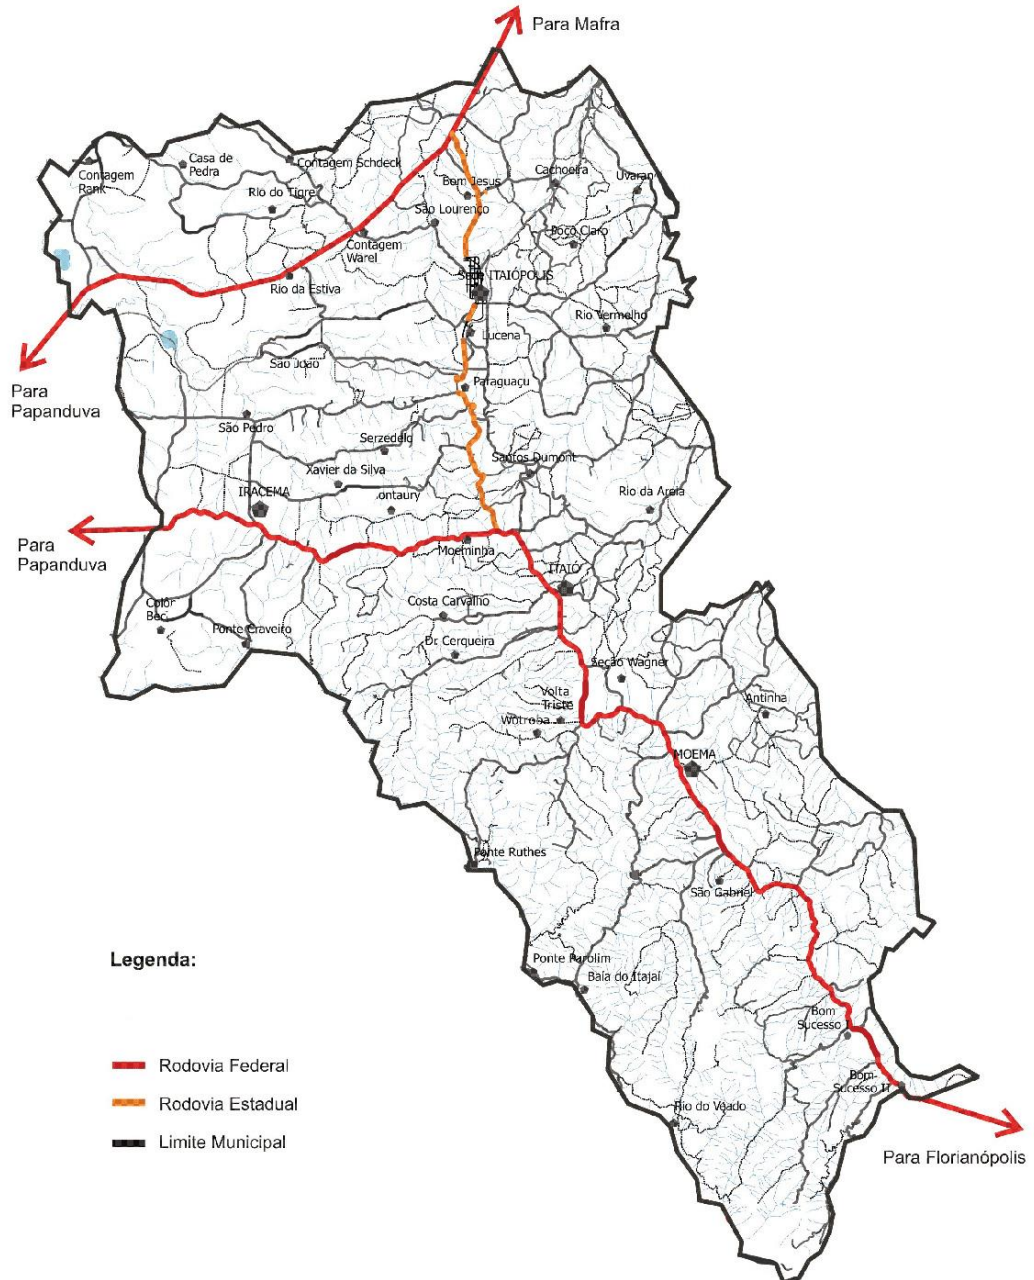 Para Mafra
Casa de
Pedra
Contagem Schdeck
Contagem
Rank
Rio do Tigre
Bom Jesus
Cachoeira
Uvaran
São Lourenço
Poço Claro
Contagem
Warel
Sede ITAIÓPOLIS
Rio da Estiva
Rio Vermelho
Lucena
São João
Para
Papanduva
Paraguaçu
São Pedro
Serzedelo
Santos Dumont
Xavier da Silva
IRACEMA
ontaury
Rio da Areia
Para
Papanduva
Moeminha
ITAIÓ
Costa Carvalho
Ponte Craveiro
Dr. Cerqueira
Seção Wagner
Volta
Triste
Antinha
Wotroba
MOEMA
Ponte Ruthes
São Gabriel
Legenda:
Ponte Parolim
Baía do Itajaí
Bom
Sucesso I
Rodovia Federal
Bom
Sucesso II
Rodovia Estadual
Rio do Veado
Limite Municipal
Para Florianópolis